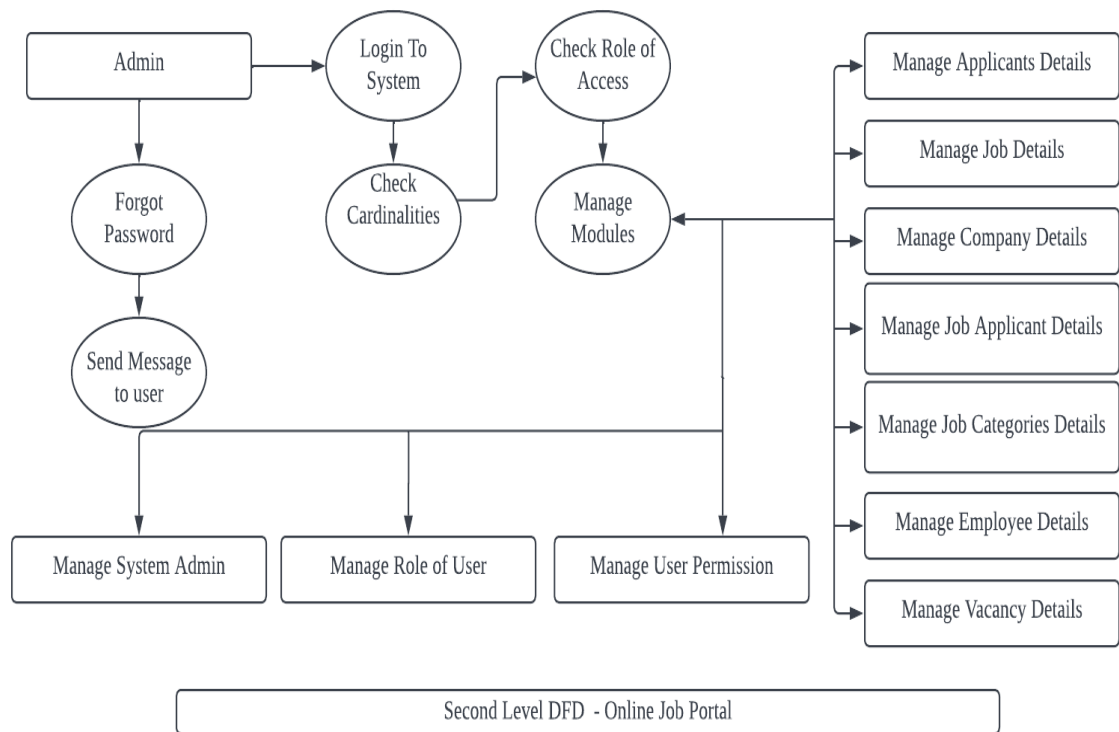 Admin
Login To
System
Check Role of
Access
Manage Applicants Details
Manage Job Details
Forgot
Password
Check
Cardinalities
Manage
Modules
Manage Company Details
Manage Job Applicant Details
Send Message
to user
Manage Job Categories Details
Manage Employee Details
Manage System Admin
Manage Role of User
Manage User Permission
Manage Vacancy Details
Second Level DFD - Online Job Portal